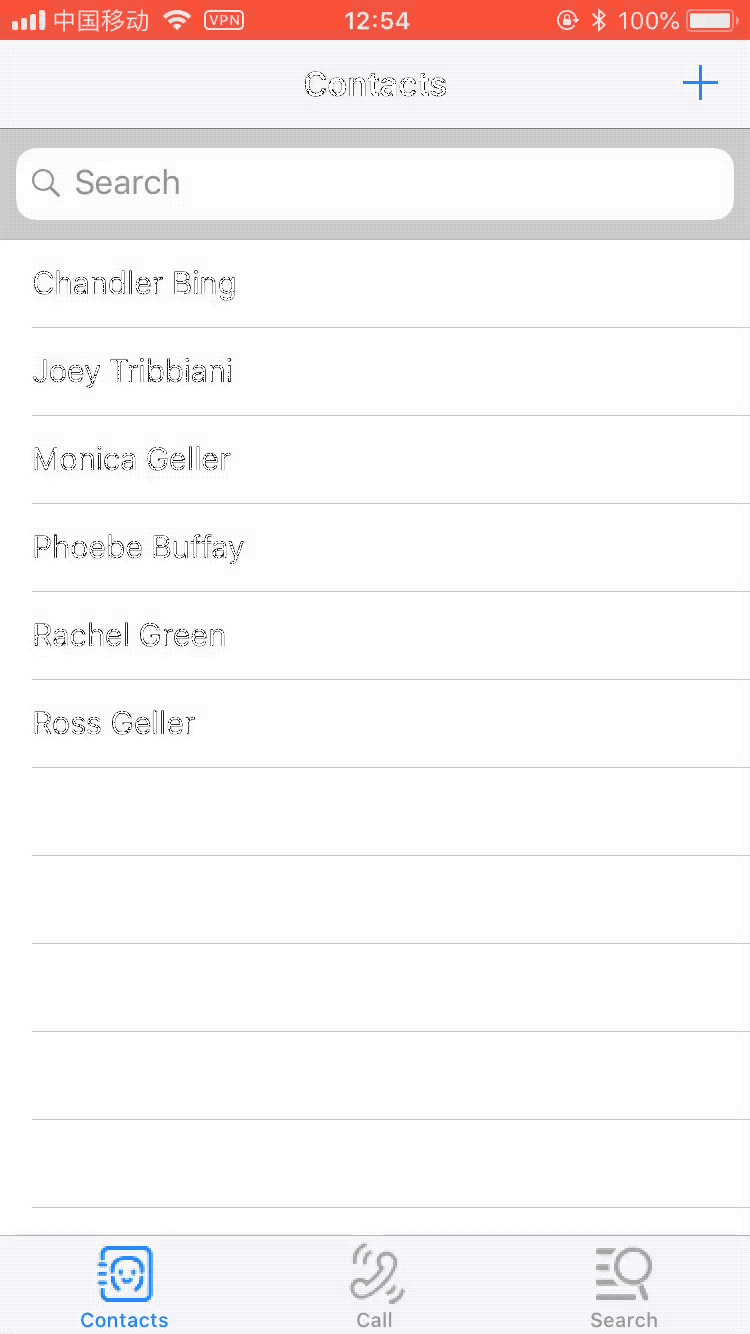 中国移动 VPN 12:54 100%
Contacts
Search
Chandler Bing
Joey Tribbiani
Monica Geller
Phoebe Buffay
Rachel Green
Ross Geller
Contacts Call Search